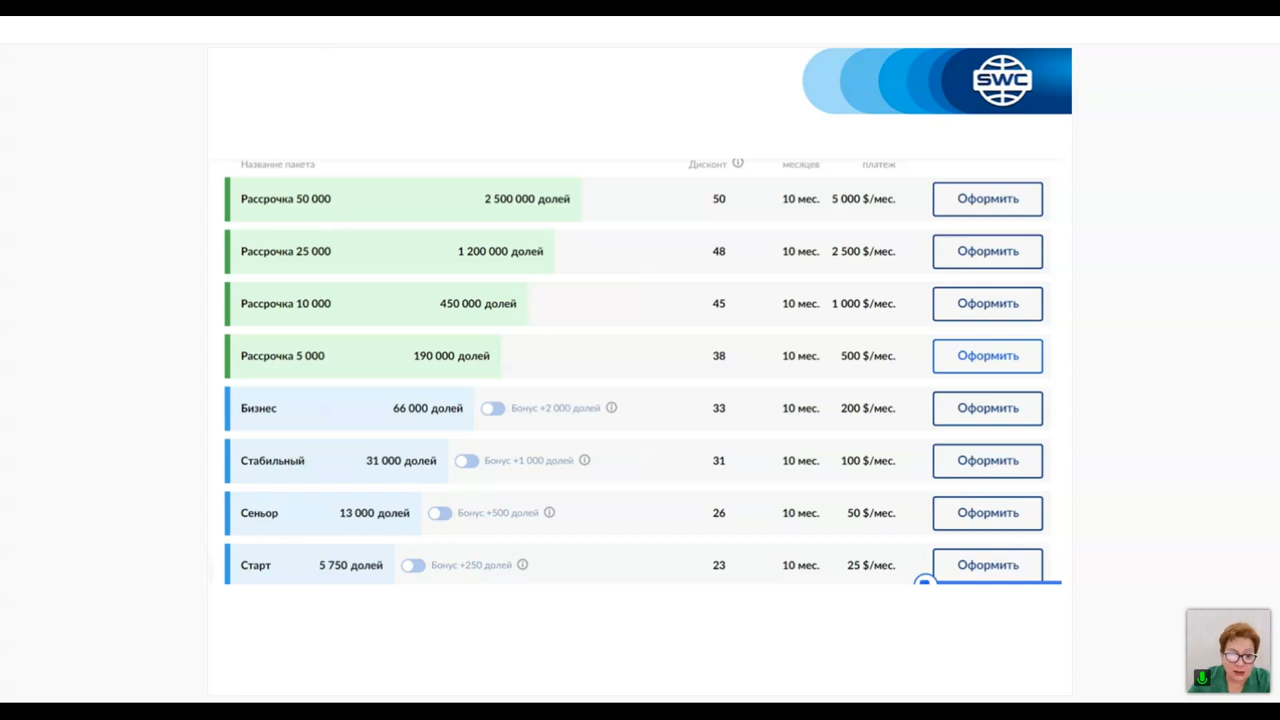 SWC
Название пакета Дисконт месяцев платеж
Рассрочка 50 000 2 500 000 долей 50 10 мес. 5 000 $/мес. Оформить
Рассрочка 25 000 1 200 000 долей 48 10 мес. 2 500 $/мес. Оформить
Рассрочка 10 000 450 000 долей 45 10 мес. 1 000 $/мес. Оформить
Рассрочка 5 000 190 000 долей 38 10 мес. 500 $/мес. Оформить
Бизнес 66 000 долей Бонус +2 000 долей 33 10 мес. 200 $/мес. Оформить
Стабильный 31 000 долей Бонус +1 000 долей 31 10 мес. 100 $/мес. Оформить
Сеньор 13 000 долей Бонус +500 долей 26 10 мес. 50 $/мес. Оформить
Старт 5 750 долей Бонус +250 долей 23 10 мес. 25 $/мес. Оформить